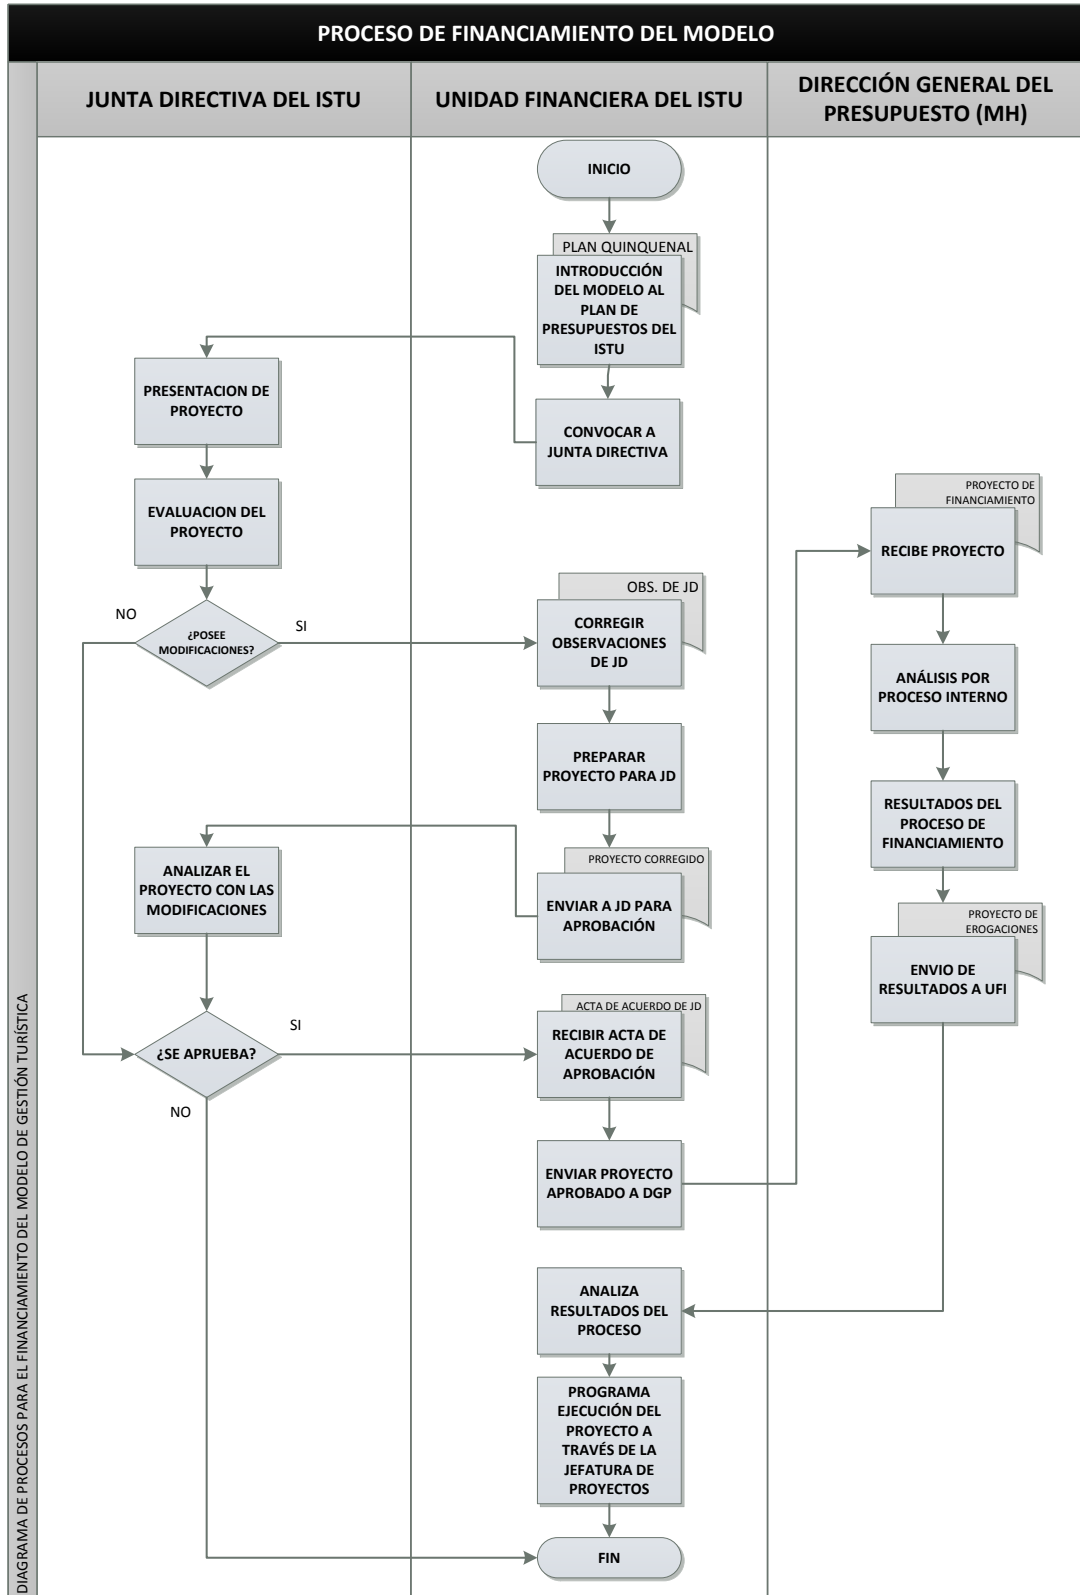 PROCESO DE FINANCIAMIENTO DEL MODELO
JUNTA DIRECTIVA DEL ISTU
UNIDAD FINANCIERA DEL ISTU
DIRECCIÓN GENERAL DEL
PRESUPUESTO (MH)
DIAGRAMA DE PROCESOS PARA EL FINANCIAMIENTO DEL MODELO DE GESTIÓN TURÍSTICA
INICIO
PLAN QUINQUENAL
INTRODUCCIÓN
DEL MODELO AL
PLAN DE
PRESUPUESTOS DEL
ISTU
CONVOCAR A
JUNTA DIRECTIVA
PRESENTACION DE
PROYECTO
EVALUACION DEL
PROYECTO
¿POSEE
MODIFICACIONES?
NO
SI
OBS. DE JD
CORREGIR
OBSERVACIONES
DE JD
PREPARAR
PROYECTO PARA JD
PROYECTO CORREGIDO
ENVIAR A JD PARA
APROBACIÓN
ANALIZAR EL
PROYECTO CON LAS
MODIFICACIONES
¿SE APRUEBA?
SI
NO
ACTA DE ACUERDO DE JD
RECIBIR ACTA DE
ACUERDO DE
APROBACIÓN
ENVIAR PROYECTO
APROBADO A DGP
PROYECTO DE
FINANCIAMIENTO
RECIBE PROYECTO
ANÁLISIS POR
PROCESO INTERNO
RESULTADOS DEL
PROCESO DE
FINANCIAMIENTO
PROYECTO DE
EROGACIONES
ENVIO DE
RESULTADOS A UFI
ANALIZA
RESULTADOS DEL
PROCESO
PROGRAMA
EJECUCIÓN DEL
PROYECTO A
TRAVÉS DE LA
JEFATURA DE
PROYECTOS
FIN